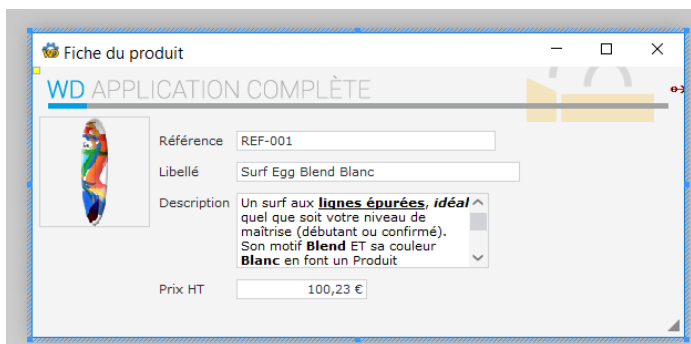 Fiche du produit
WD APPLICATION COMPLÈTE
Référence REF-001
Libellé Surf Egg Blend Blanc
Description Un surf aux lignes épurées, idéal
quel que soit votre niveau de
maîtrise (débutant ou confirmé).
Son motif Blend ET sa couleur
Blanc en font un Produit
Prix HT 100,23 €